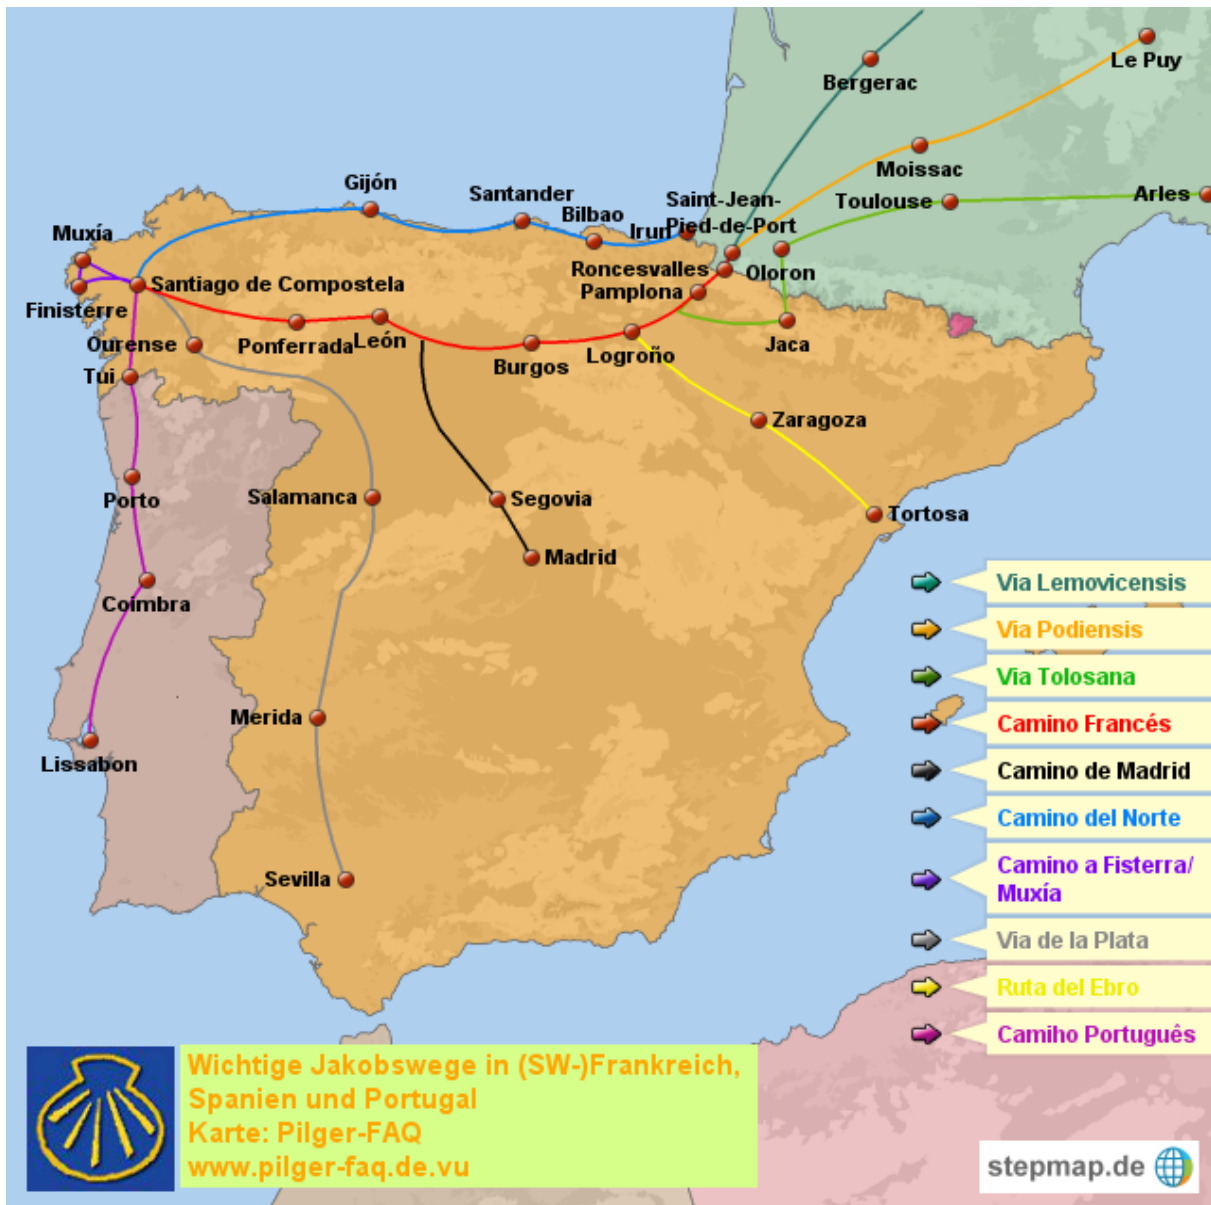 Bergerac
Le Puy
Moissac
Toulouse
Arles
Gijón
Santander
Bilbao
Irun
Saint-Jean-
Pied-de-Port
Muxía
Roncesvalles
Oloron
Santiago de Compostela
Pamplona
Finisterre
Ourense
Ponferrada
León
Burgos
Logroño
Jaca
Tui
Zaragoza
Porto
Salamanca
Segovia
Tortosa
Madrid
Coimbra
Merida
Lissabon
Sevilla
Via Lemovicensis
Via Podiensis
Via Tolosana
Camino Francés
Camino de Madrid
Camino del Norte
Camino a Fisterra/
Muxía
Via de la Plata
Ruta del Ebro
Camiho Português
Wichtige Jakobswege in (SW-)Frankreich,
Spanien und Portugal
Karte: Pilger-FAQ
www.pilger-faq.de.vu
stepmap.de